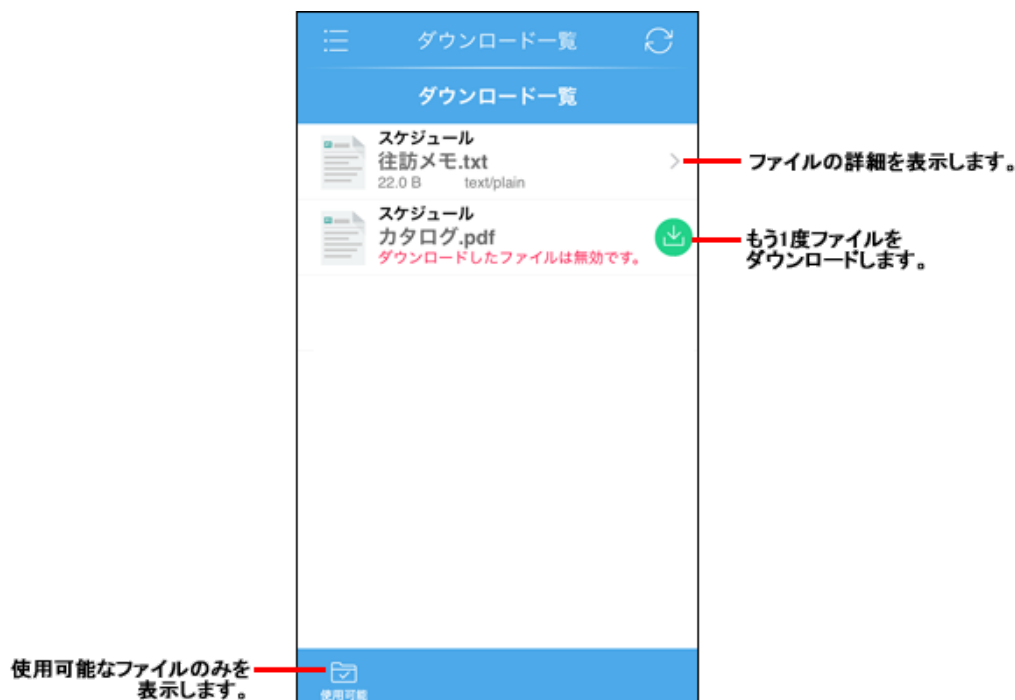 ダウンロード一覧
ダウンロード一覧
スケジュール
往訪メモ.txt
22.0 B text/plain
ファイルの詳細を表示します。
スケジュール
カタログ.pdf
ダウンロードしたファイルは無効です。
もう1度ファイルを
ダウンロードします。
使用可能なファイルのみを
表示します。
使用可能